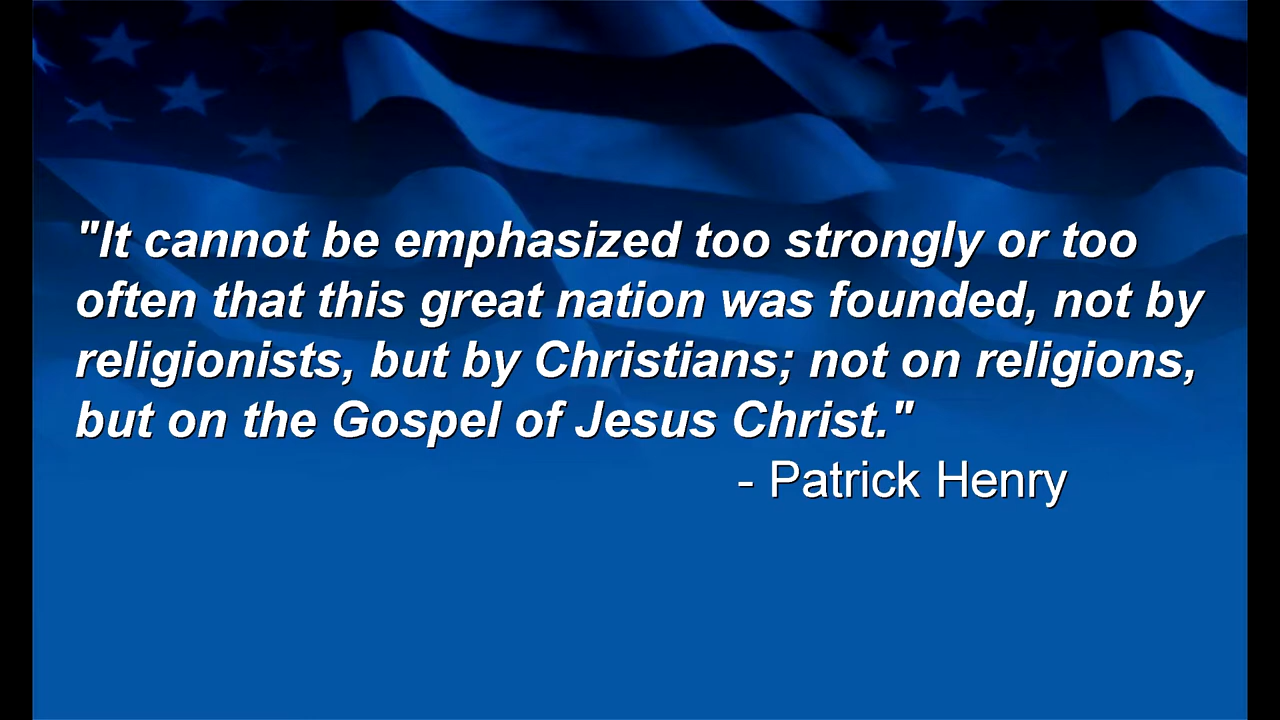 "It cannot be emphasized too strongly or too
often that this great nation was founded, not by
religionists, but by Christians; not on religions,
but on the Gospel of Jesus Christ."
- Patrick Henry